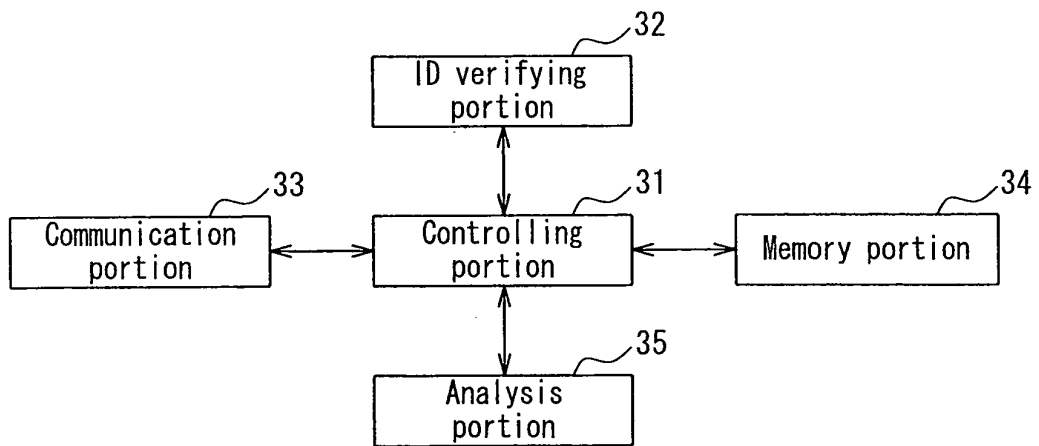 32
ID verifying
portion
33
Communication
portion
31
Controlling
portion
34
Memory portion
35
Analysis
portion